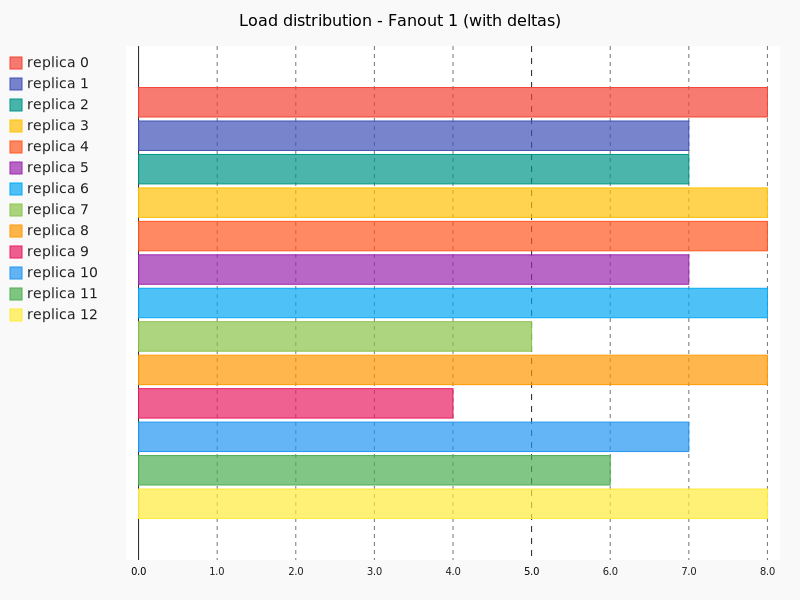 Load distribution - Fanout 1 (with deltas)
replica 0
replica 1
replica 2
replica 3
replica 4
replica 5
replica 6
replica 7
replica 8
replica 9
replica 10
replica 11
replica 12
0.0 1.0 2.0 3.0 4.0 5.0 6.0 7.0 8.0